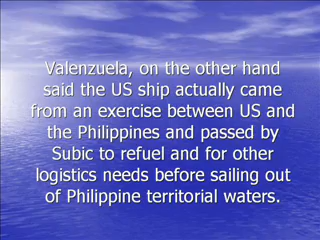 Valenzuela, on the other hand
said the US ship actually came
from an exercise between US and
the Philippines and passed by
Subic to refuel and for other
logistics needs before sailing out
of Philippine territorial waters.